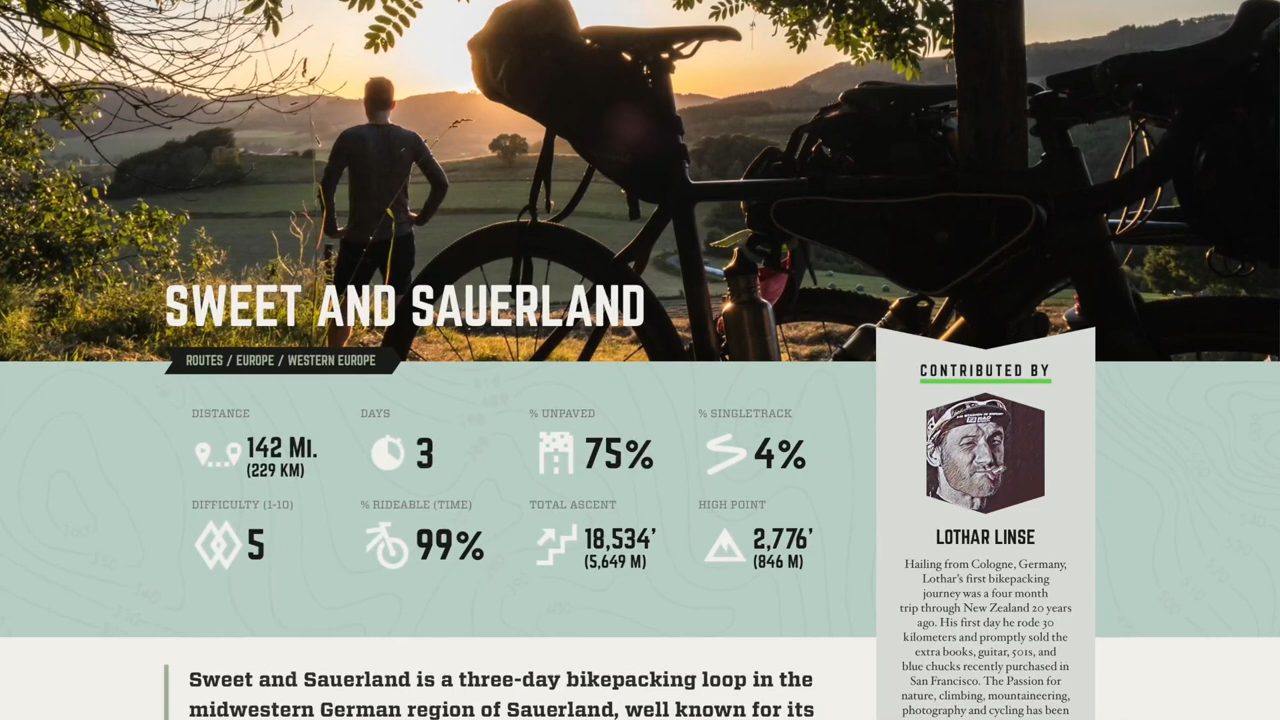 SWEET AND SAUERLAND
ROUTES / EUROPE / WESTERN EUROPE
DISTANCE
142 MI.
(229 KM)
DAYS
3
% UNPAVED
75%
% SINGLETRACK
4%
DIFFICULTY (1-10)
5
% RIDEABLE (TIME)
99%
TOTAL ASCENT
18,534’
(5,649 M)
HIGH POINT
2,776’
(846 M)
CONTRIBUTED BY
LOTHAR LINSE
Hailing from Cologne, Germany,
Lothar’s first bikepacking
journey was a four month
trip through New Zealand 20 years
ago. His first day he rode 30
kilometers and promptly sold the
extra books, guitar, 501s, and
blue chucks recently purchased in
San Francisco. The Passion for
nature, climbing, mountaineering,
photography and cycling has been
Sweet and Sauerland is a three-day bikepacking loop in the
midwestern German region of Sauerland, well known for its